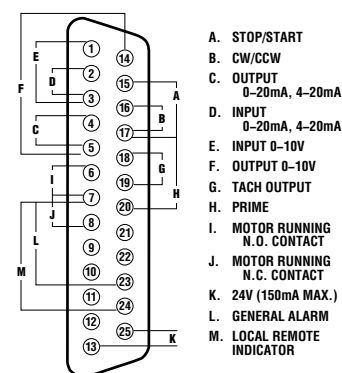 1
2
3
4
5
6
7
8
9
10
11
12
13
14
15
16
17
18
19
20
21
22
23
24
25
E
D
F
C
I
J
L
M
A
B
G
H
K
A. STOP/START
B. CW/CCW
C. OUTPUT
0–20mA, 4–20mA
D. INPUT
0–20mA, 4–20mA
E. INPUT 0–10V
F. OUTPUT 0–10V
G. TACH OUTPUT
H. PRIME
I. MOTOR RUNNING
N.O. CONTACT
J. MOTOR RUNNING
N.C. CONTACT
K. 24V (150mA MAX.)
L. GENERAL ALARM
M. LOCAL REMOTE
INDICATOR